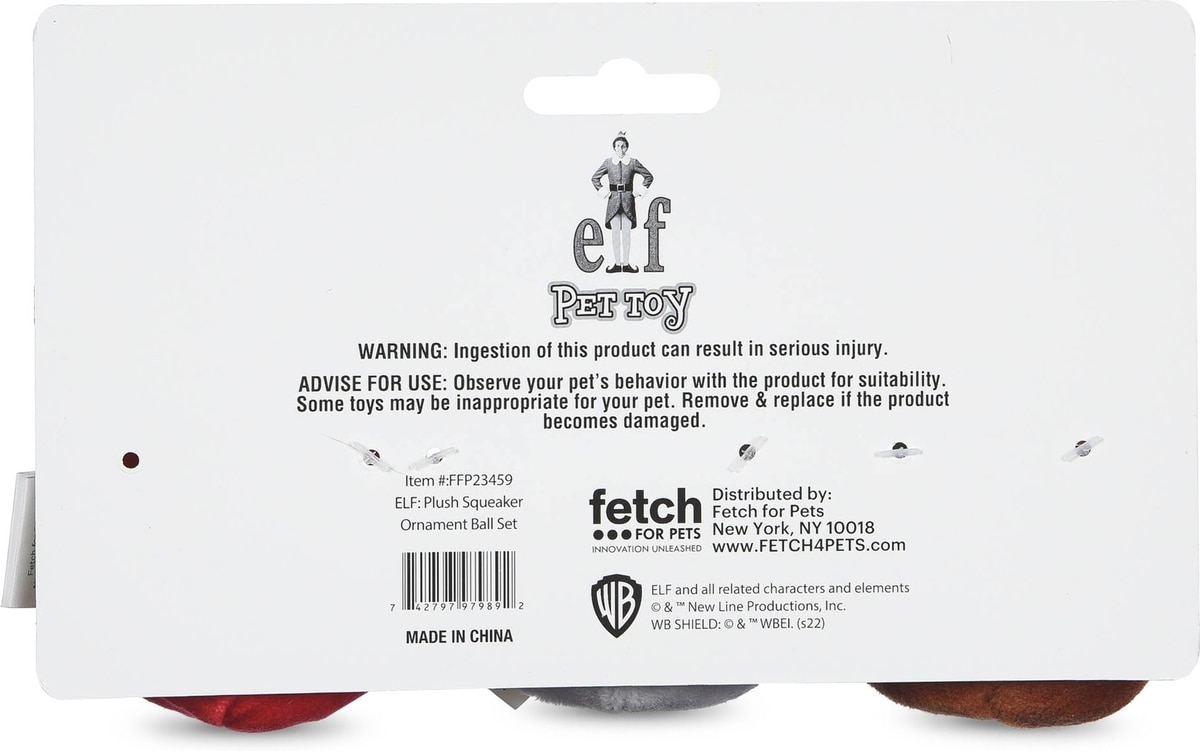 elf
PET TOY
WARNING: Ingestion of this product can result in serious injury.
ADVISE FOR USE: Observe your pet's behavior with the product for suitability.
Some toys may be inappropriate for your pet. Remove & replace if the product
becomes damaged.
Item #:FFP23459
ELF: Plush Squeaker
Ornament Ball Set
7 42797 97989 2
MADE IN CHINA
fetch
FOR PETS
INNOVATION UNLEASHED
Distributed by:
Fetch for Pets
New York, NY 10018
www.FETCH4PETS.com
WB
ELF and all related characters and elements
© & ™ New Line Productions, Inc.
WB SHIELD: © & ™ WBEI. (s22)
Fetch